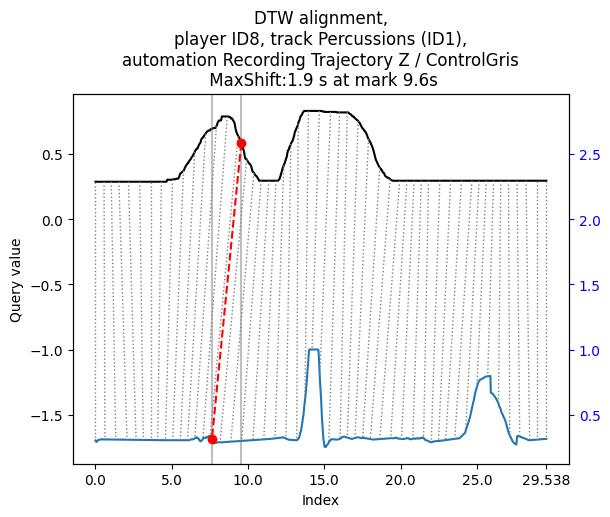 DTW alignment,
player ID8, track Percussions (ID1),
automation Recording Trajectory Z / ControlGris
MaxShift:1.9 s at mark 9.6s
0.5
0.0
−0.5
−1.0
−1.5
Query value
2.5
2.0
1.5
1.0
0.5
0.0 5.0 10.0 15.0 20.0 25.0 29.538
Index